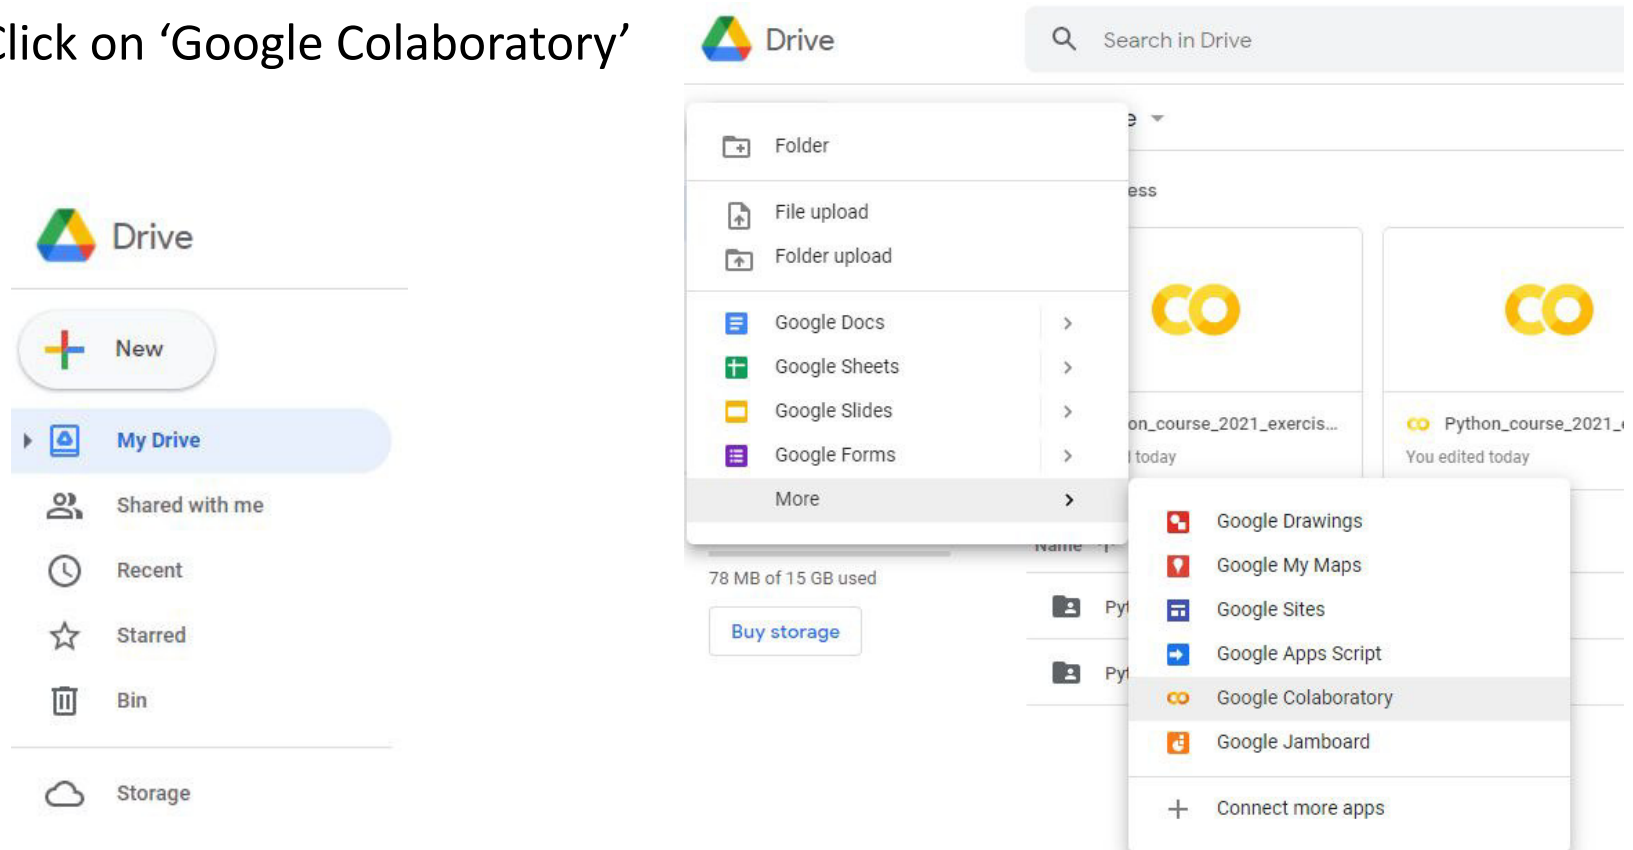 Click on ‘Google Colaboratory’
Drive
New
My Drive
Shared with me
Recent
Starred
Bin
Storage
Drive
Search in Drive
Folder
File upload
Folder upload
Google Docs
Google Sheets
Google Slides
Google Forms
More
on_course_2021_exercis...
today
Python_course_2021_
You edited today
Name
78 MB of 15 GB used
Buy storage
Google Drawings
Google My Maps
Google Sites
Google Apps Script
Google Colaboratory
Google Jamboard
Connect more apps